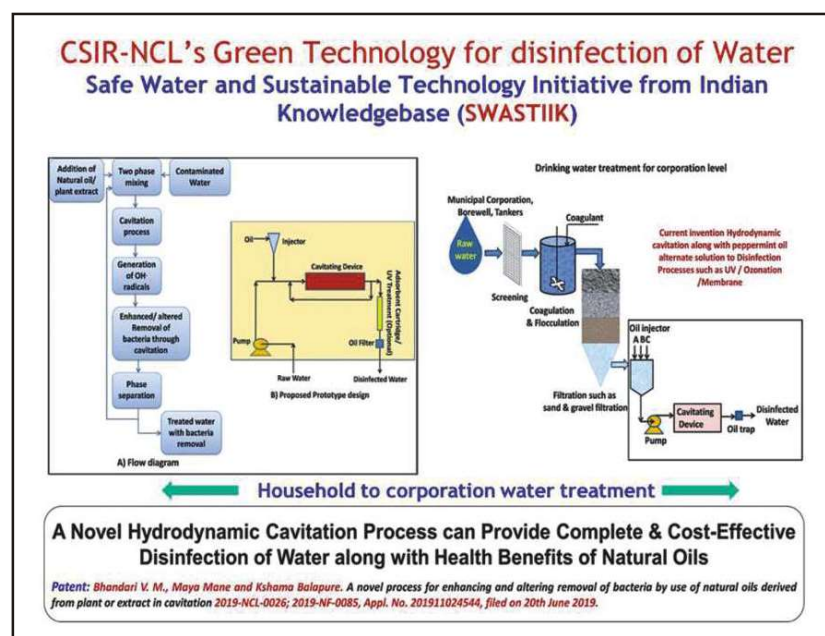 CSIR-NCL's Green Technology for disinfection of Water
Safe Water and Sustainable Technology Initiative from Indian
Knowledgebase (SWASTIIK)
Addition of
Natural oil/
plant extract
Two phase
mixing
Contaminated
Water
Cavitation
process
Generation
of OH·
radicals
Enhanced/ altered
Removal of
bacteria through
cavitation
Phase
separation
Treated water
with bacteria
removal
A) Flow diagram
Oil
Injector
Cavitating Device
Adsorbent Cartridge/
UV Treatment (Optional)
Oil Filter
Pump
Raw Water
Disinfected Water
B) Proposed Prototype design
Drinking water treatment for corporation level
Municipal Corporation,
Borewell, Tankers
Coagulant
Raw
water
Screening
Coagulation
& Flocculation
Current invention Hydrodynamic
cavitation along with peppermint oil
alternate solution to Disinfection
Processes such as UV / Ozonation
/Membrane
Filtration such as
sand & gravel filtration
Oil injector
A B C
Pump
Cavitating
Device
Oil trap
Disinfected
Water
Household to corporation water treatment
A Novel Hydrodynamic Cavitation Process can Provide Complete & Cost-Effective
Disinfection of Water along with Health Benefits of Natural Oils
Patent: Bhandari V. M., Maya Mane and Kshama Balapure. A novel process for enhancing and altering removal of bacteria by use of natural oils derived
from plant or extract in cavitation 2019-NCL-0026; 2019-NF-0085, Appl. No. 201911024544, filed on 20th June 2019.